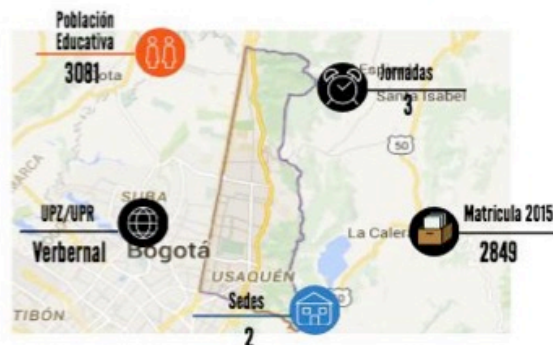 Población
Educativa
3081
Jornadas
3
Santa Isabel
50
SUBA
UPZ/UPR
Verbernal
Bogotá
Matricula 2015
2849
La Calera
USAQUÉN
Sedes
2
TIBÓN